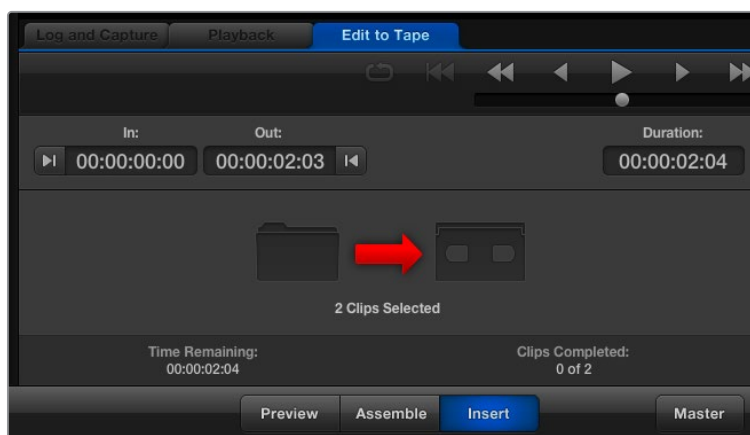 Log and Capture Playback Edit to Tape
In: Out: Duration:
00:00:00:00 00:00:02:03 00:00:02:04
2 Clips Selected
Time Remaining: Clips Completed:
00:00:02:04 0 of 2
Preview Assemble Insert Master